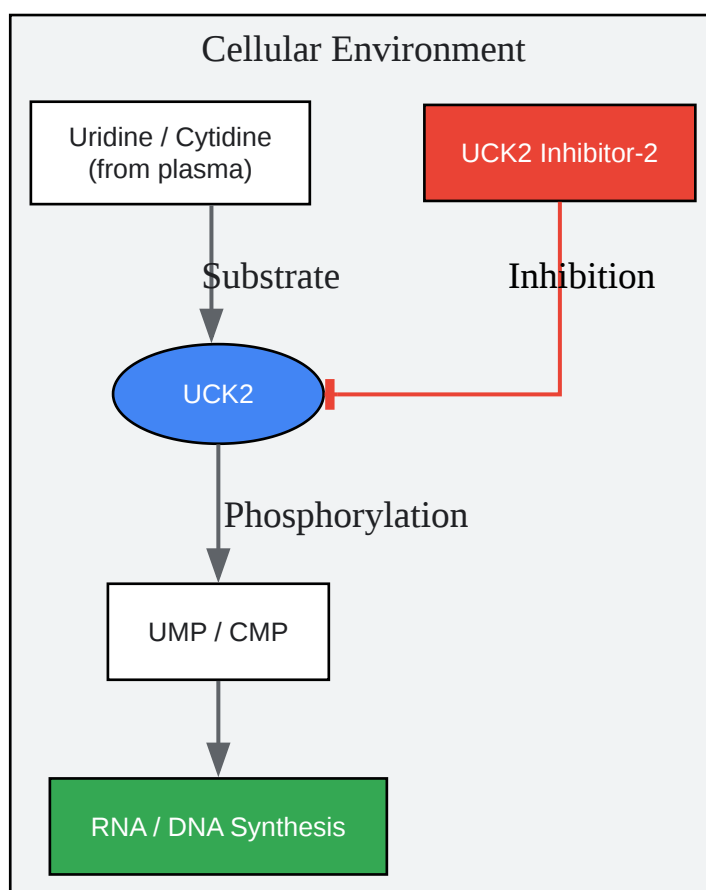 Cellular Environment
Uridine / Cytidine
(from plasma)
UCK2 Inhibitor-2
Substrate
Inhibition
UCK2
Phosphorylation
UMP / CMP
RNA / DNA Synthesis